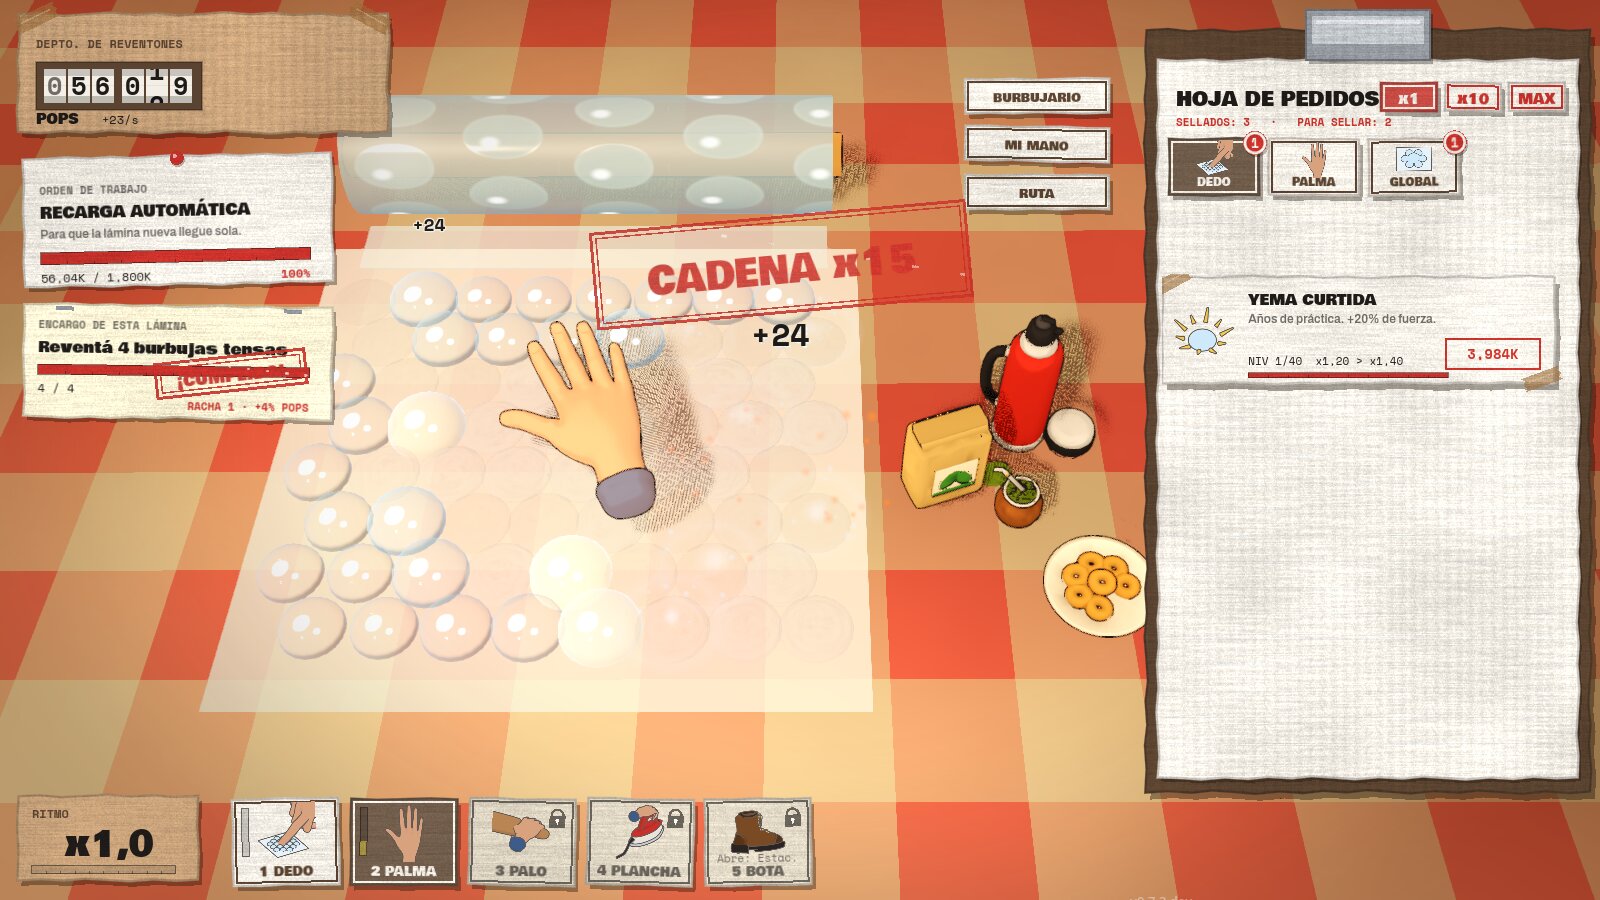 DEPTO. DE REVENTONES
POPS +23/s
ORDEN DE TRABAJO
RECARGA AUTOMÁTICA
Para que la lámina nueva llegue sola.
56,04K / 1,800K 100%
ENCARGO DE ESTA LÁMINA
Reventá 4 burbujas tensas
4 / 4
RACHA 1 · +4% POPS
+24
CADENA x15
+24
BURBUJARIO
MI MANO
RUTA
HOJA DE PEDIDOS x1 x10 MAX
SELLADOS: 3 · PARA SELLAR: 2
1 1
DEDO PALMA GLOBAL
YEMA CURTIDA
Años de práctica. +20% de fuerza.
NIV 1/40 x1,20 > x1,40
3,984K
RITMO
x1,0
1 DEDO
2 PALMA
3 PALO
4 PLANCHA
Abre: Estac.
5 BOTA